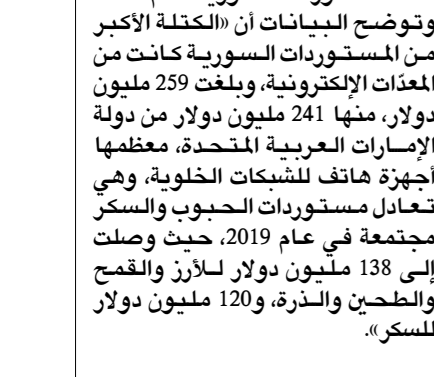 وتوضح البيانات أن «الكتلة الأكبر
من المستوردات السورية كانت من
المعدّات الإلكترونية، وبلغت 259 مليون
دولار، منها 241 مليون دولار من دولة
الإمارات العربية المتحدة، معظمها
أجهزة هاتف للشبكات الخلوية، وهي
تعادل مستوردات الحبوب والسكر
مجتمعة في عام 2019، حيث وصلت
إلى 138 مليون دولار للأرز والقمح
والطحين والذرة، و120 مليون دولار
للسكر».